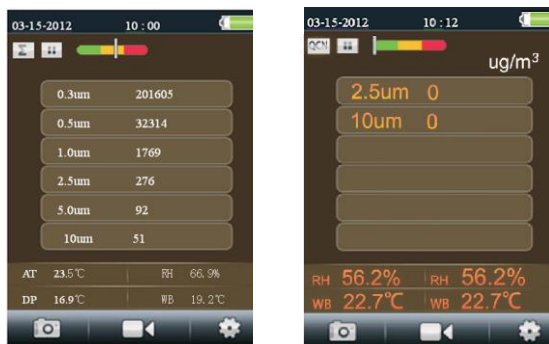 03-15-2012 10:00
Σ
0.3um 201605
0.5um 32314
1.0um 1769
2.5um 276
5.0um 92
10um 51
AT 23.5℃ RH 66.9%
DP 16.9℃ WB 19.2℃
03-15-2012 10:12
QCN
ug/m³
2.5um 0
10um 0
RH 56.2% RH 56.2%
WB 22.7℃ WB 22.7℃